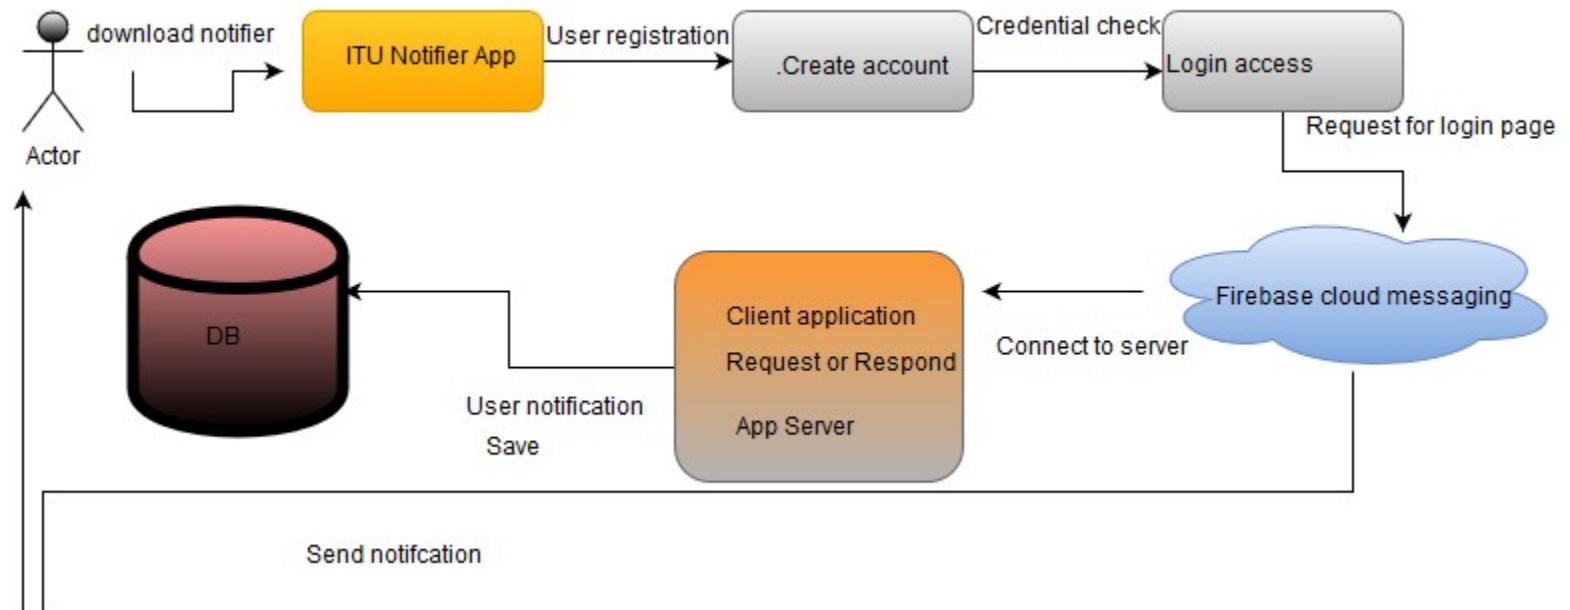 download notifier
ITU Notifier App
User registration
.Create account
Credential check
Login access
Request for login page
Actor
DB
Client application
Request or Respond
App Server
Firebase cloud messaging
Connect to server
User notification
Save
Send notifcation